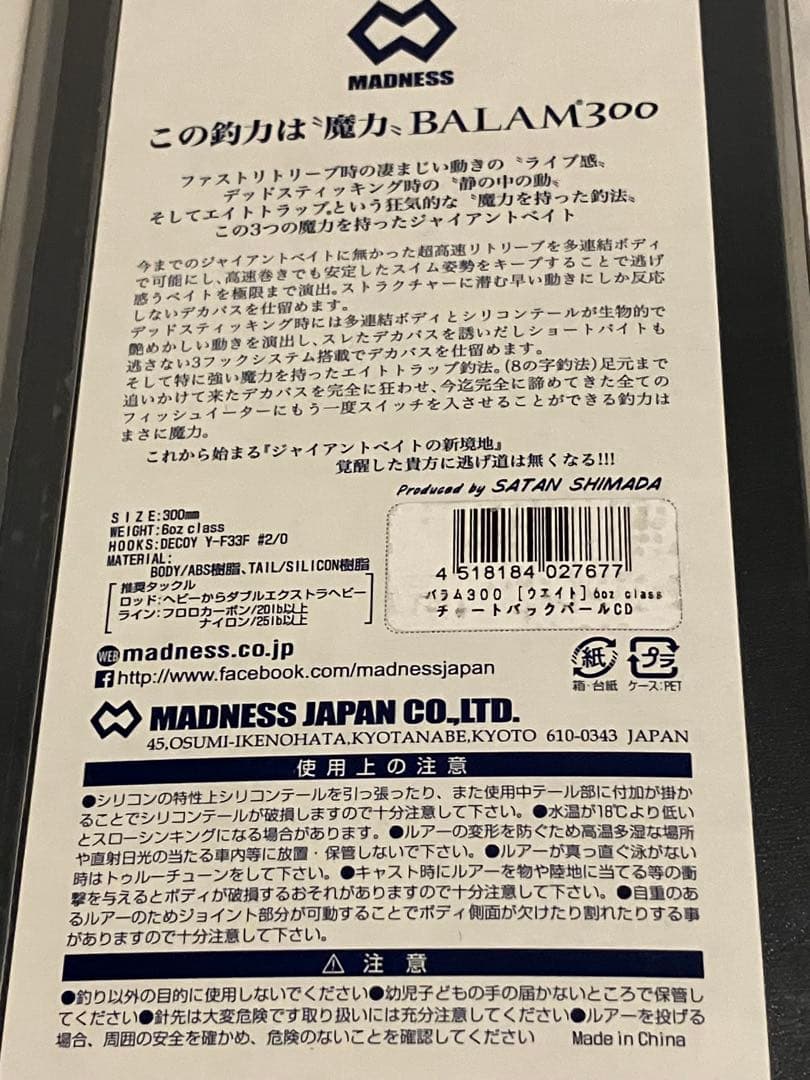 MADNESS
この釣力は〝魔力〟BALAM®300
ファストリトリーブ時の凄まじい動きの〝ライブ感〟
デッドスティッキング時の〝静の中の動〟
そしてエイトトラップ®という狂気的な〝魔力を持った釣法〟
この3つの魔力を持ったジャイアントベイト
今までのジャイアントベイトに無かった超高速リトリーブを多連結ボディ
で可能にし、高速巻きでも安定したスイム姿勢をキープすることで逃げ
惑うベイトを極限まで演出。ストラクチャーに潜む早い動きにしか反応
しないデカバスを仕留めます。
デッドスティッキング時には多連結ボディとシリコンテールが生物的で
艶めかしい動きを演出し、スレたデカバスを誘いだしショートバイトも
逃さない3フックシステム搭載でデカバスを仕留めます。
そして特に強い魔力を持ったエイトトラップ釣法。(8の字釣法)足元まで
追いかけて来たデカバスを完全に狂わせ、今迄完全に諦めてきた全ての
フィッシュイーターにもう一度スイッチを入させることができる釣力は
まさに魔力。
これから始まる『ジャイアントベイトの新境地』
覚醒した貴方に逃げ道は無くなる!!!
Produced by SATAN SHIMADA
SIZE:300mm
WEIGHT:6oz class
HOOKS:DECOY Y-F33F #2/0
MATERIAL:
BODY/ABS樹脂、TAIL/SILICON樹脂
推奨タックル
ロッド:ヘビーからダブルエクストラヘビー
ライン:フロロカーボン/20lb以上
ナイロン/25lb以上
4 518184 027677
バラム300 [ウエイト] 6oz class
チャートバックパールCD
WEB madness.co.jp
http://www.facebook.com/madnessjapan
紙
箱・台紙
プラ
ケース:PET
MADNESS JAPAN CO.,LTD.
45,OSUMI-IKENOHATA,KYOTANABE,KYOTO 610-0343 JAPAN
使用上の注意
●シリコンの特性上シリコンテールを引っ張ったり、また使用中テール部に付加が掛か
ることでシリコンテールが破損しますので十分注意して下さい。●水温が18℃より低い
とスローシンキングになる場合があります。●ルアーの変形を防ぐため高温多湿な場所
や直射日光の当たる車内等に放置・保管しないで下さい。●ルアーが真っ直ぐ泳がない
時はトゥルーチューンをして下さい。●キャスト時にルアーを物や陸地に当てる等の衝
撃を与えるとボディが破損するおそれがありますので十分注意して下さい。●自重のあ
るルアーのためジョイント部分が可動することでボディ側面が欠けたり割れたりする事
がありますので十分注意して下さい。
⚠ 注意
●釣り以外の目的に使用しないでください●幼児子どもの手の届かないところで保管し
てください●針先は大変危険です取り扱いには充分注意してください●ルアーを投げる
場合、周囲の安全を確かめ、危険のないことを確認してください Made in China